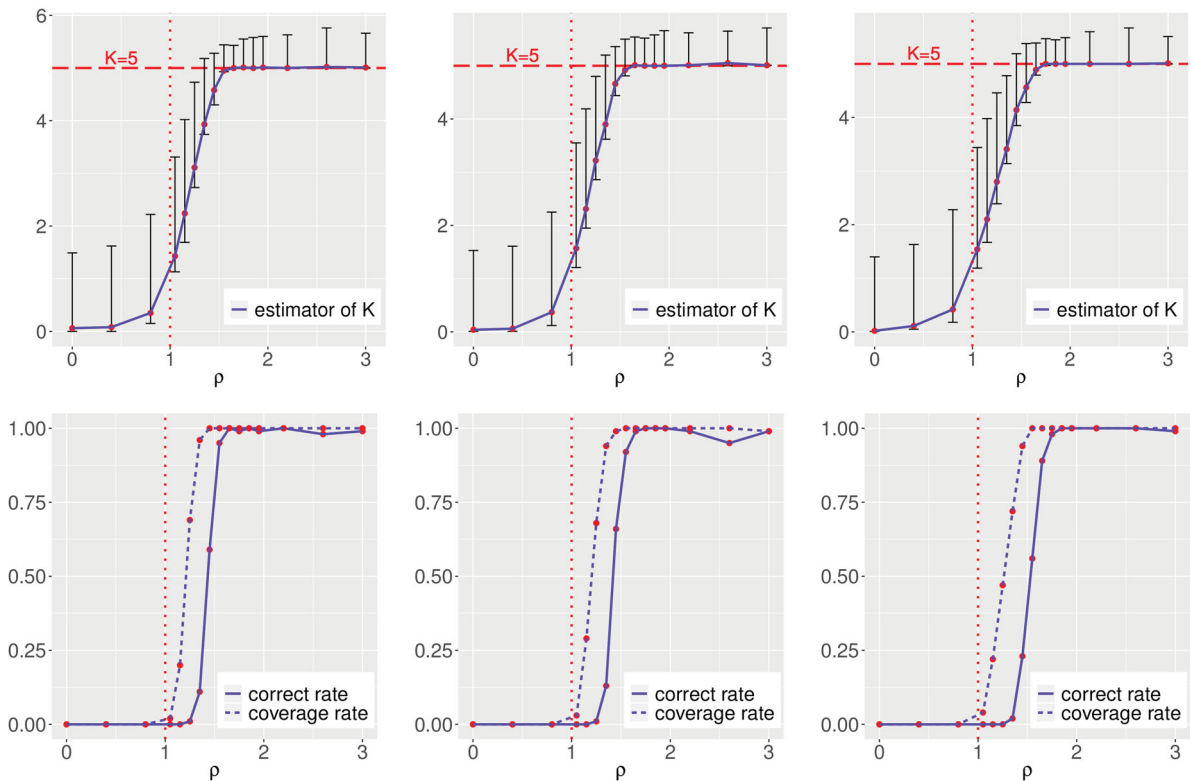 6
4
2
0
K=5
estimator of K
0 1 2 3
ρ
4
2
0
K=5
estimator of K
0 1 2 3
ρ
4
2
0
K=5
estimator of K
0 1 2 3
ρ
1.00
0.75
0.50
0.25
0.00
correct rate
coverage rate
0 1 2 3
ρ
1.00
0.75
0.50
0.25
0.00
correct rate
coverage rate
0 1 2 3
ρ
1.00
0.75
0.50
0.25
0.00
correct rate
coverage rate
0 1 2 3
ρ